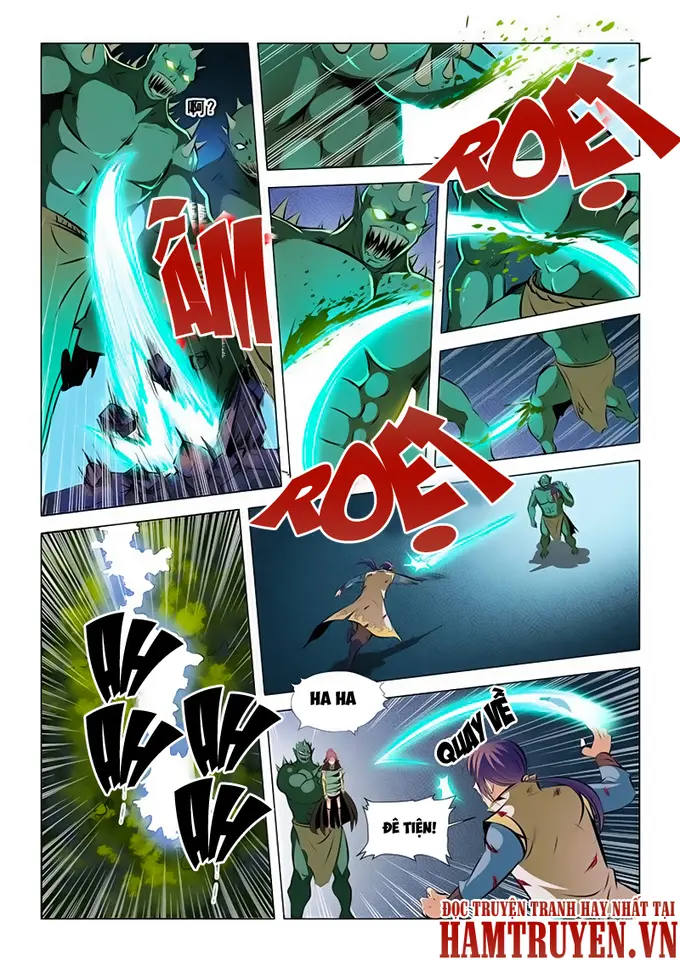 啊?
ẦM
ROẸT
ROẸT
AH
AH
AH
AH
HA HA
QUAY VỀ
ĐÊ TIỆN!
ĐỌC TRUYỆN TRANH HAY NHẤT TẠI
HAMTRUYEN.VN